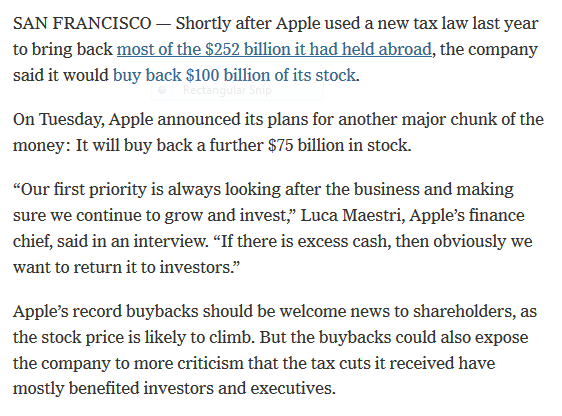 SAN FRANCISCO — Shortly after Apple used a new tax law last year
to bring back most of the $252 billion it had held abroad, the company
said it would buy back $100 billion of its stock.
Rectangular Snip
On Tuesday, Apple announced its plans for another major chunk of the
money: It will buy back a further $75 billion in stock.
“Our first priority is always looking after the business and making
sure we continue to grow and invest,” Luca Maestri, Apple’s finance
chief, said in an interview. “If there is excess cash, then obviously we
want to return it to investors.”
Apple’s record buybacks should be welcome news to shareholders, as
the stock price is likely to climb. But the buybacks could also expose
the company to more criticism that the tax cuts it received have
mostly benefited investors and executives.